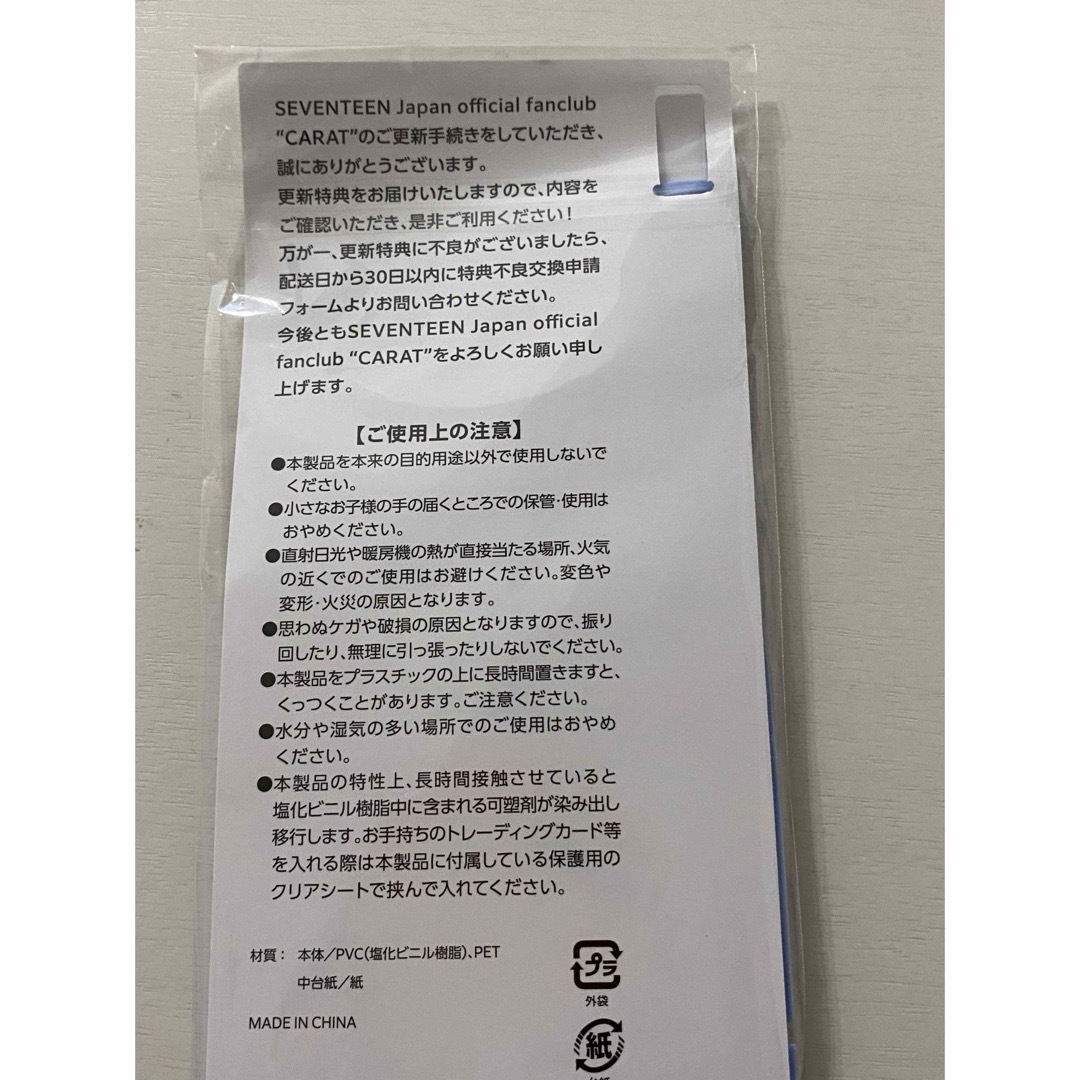 SEVENTEEN Japan official fanclub
"CARAT"のご更新手続きをしていただき、
誠にありがとうございます。
更新特典をお届けいたしますので、内容を
ご確認いただき、是非ご利用ください！
万が一、更新特典に不良がございましたら、
配送日から30日以内に特典不良交換申請
フォームよりお問い合わせください。
今後ともSEVENTEEN Japan official
fanclub "CARAT"をよろしくお願い申し
上げます。
【ご使用上の注意】
●本製品を本来の目的用途以外で使用しないで
ください。
●小さなお子様の手の届くところでの保管・使用は
おやめください。
●直射日光や暖房機の熱が直接当たる場所、火気
の近くでのご使用はお避けください。変色や
変形・火災の原因となります。
●思わぬケガや破損の原因となりますので、振り
回したり、無理に引っ張ったりしないでください。
●本製品をプラスチックの上に長時間置きますと、
くっつくことがあります。ご注意ください。
●水分や湿気の多い場所でのご使用はおやめ
ください。
●本製品の特性上、長時間接触させていると
塩化ビニル樹脂中に含まれる可塑剤が染み出し
移行します。お手持ちのトレーディングカード等
を入れる際は本製品に付属している保護用の
クリアシートで挟んで入れてください。
材質： 本体／PVC(塩化ビニル樹脂)、PET
中台紙／紙
MADE IN CHINA
プラ
外袋
紙